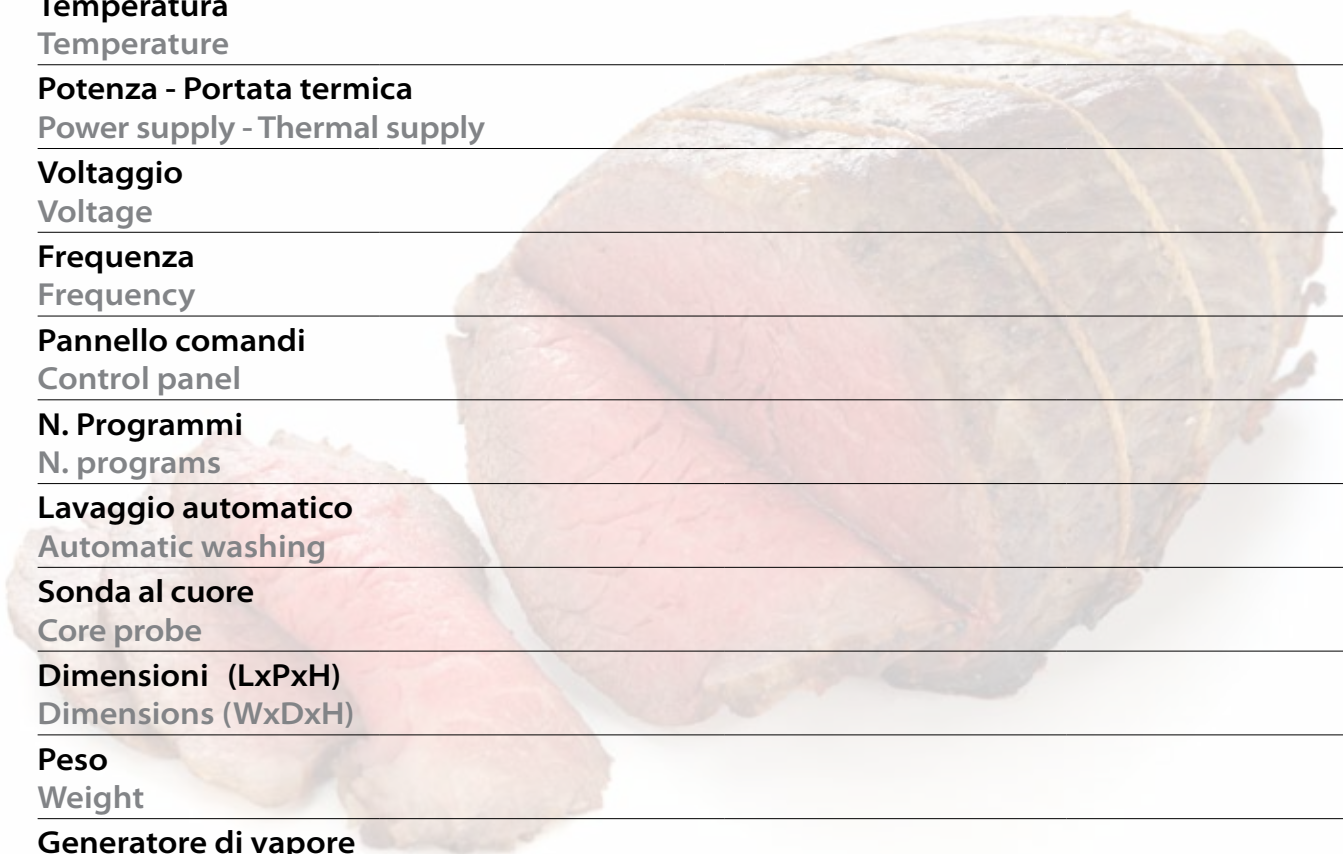 Temperatura
Temperature
Potenza - Portata termica
Power supply - Thermal supply
Voltaggio
Voltage
Frequenza
Frequency
Pannello comandi
Control panel
N. Programmi
N. programs
Lavaggio automatico
Automatic washing
Sonda al cuore
Core probe
Dimensioni (LxPxH)
Dimensions (WxDxH)
Peso
Weight
Generatore di vapore